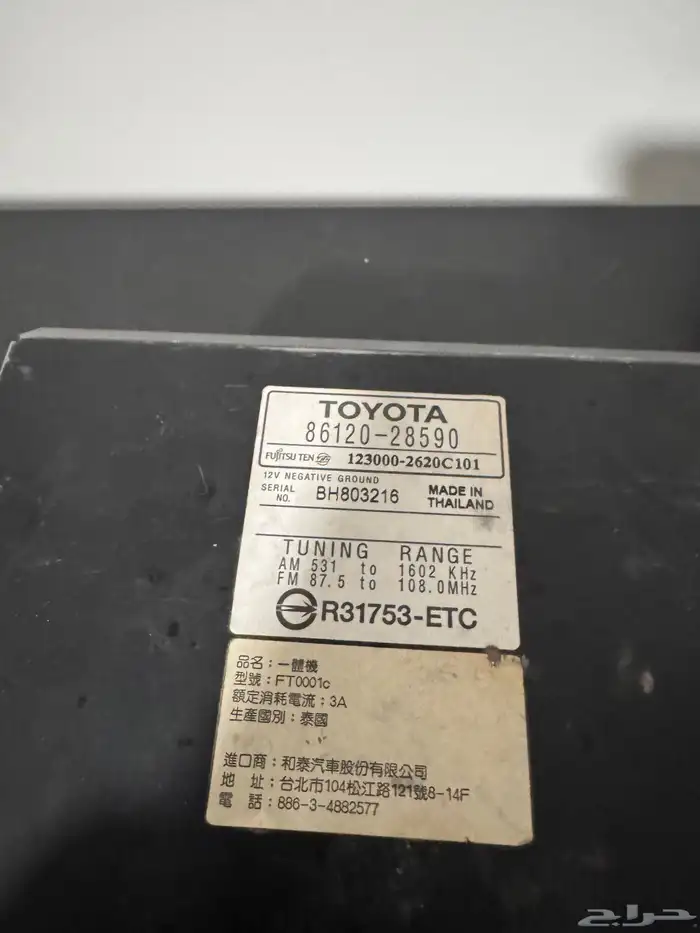 TOYOTA
86120-28590
FUJITSU TEN 123000-2620C101
12V NEGATIVE GROUND
SERIAL NO. BH803216 MADE IN THAILAND
TUNING RANGE
AM 531 to 1602 KHz
FM 87.5 to 108.0MHz
R31753-ETC
品名：一體機
型號：FT0001c
額定消耗電流：3A
生產國別：泰國
進口商：和泰汽車股份有限公司
地 址：台北市104松江路121號8-14F
電 話：886-3-4882577
حراج